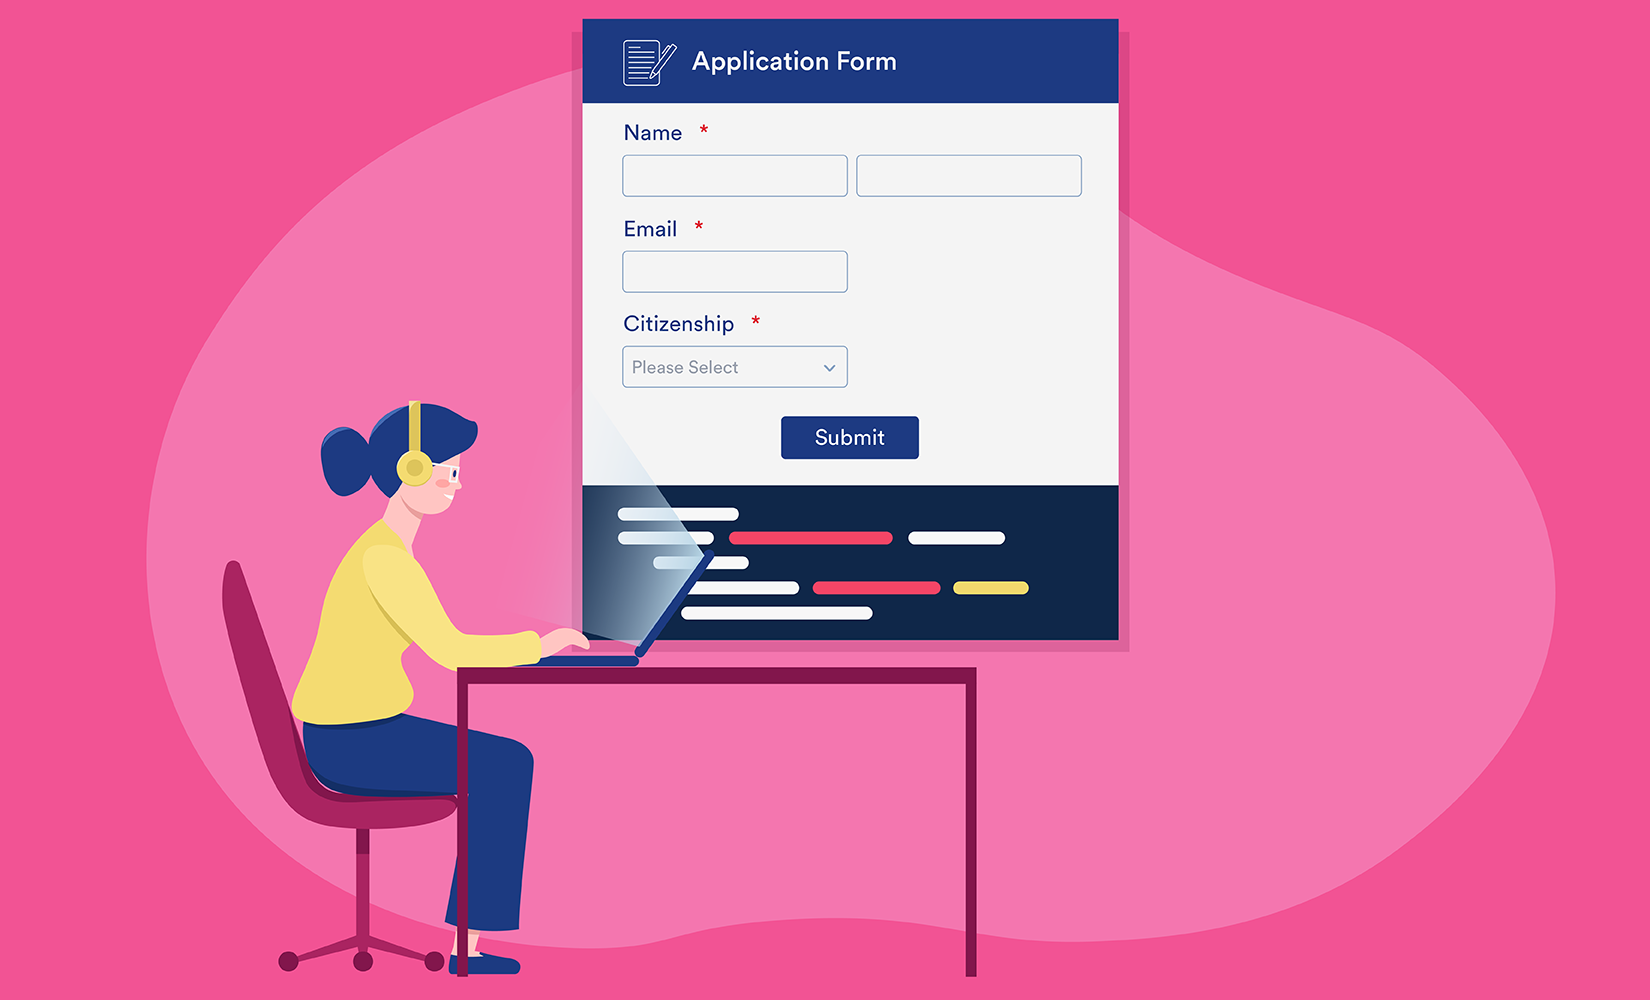 Application Form
Name *
Email *
Citizenship *
Please Select
Submit